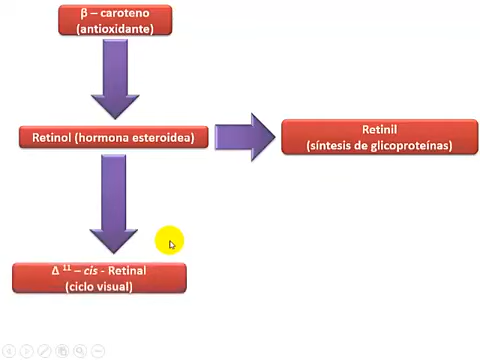 β – caroteno
(antioxidante)
Retinol (hormona esteroidea)
Retinil
(síntesis de glicoproteínas)
Δ ¹¹ – cis - Retinal
(ciclo visual)